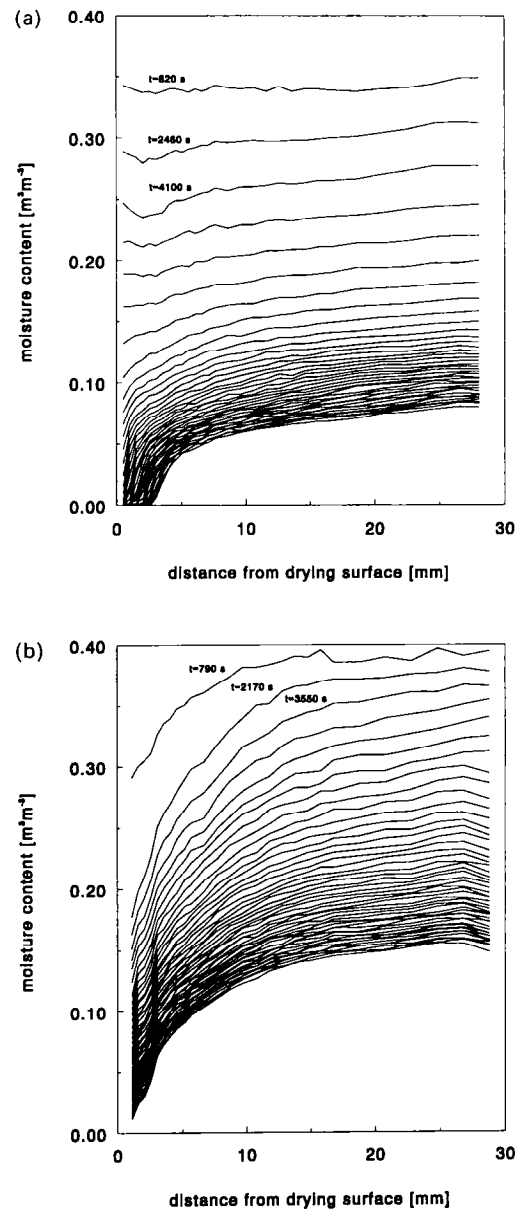 (a)
0.40
0.30
0.20
0.10
0.00
moisture content [m³m⁻³]
t=820 s
t=2460 s
t=4100 s
0
10
20
30
distance from drying surface [mm]
(b)
0.40
0.30
0.20
0.10
0.00
moisture content [m³m⁻³]
t=790 s
t=2170 s
t=3550 s
0
10
20
30
distance from drying surface [mm]